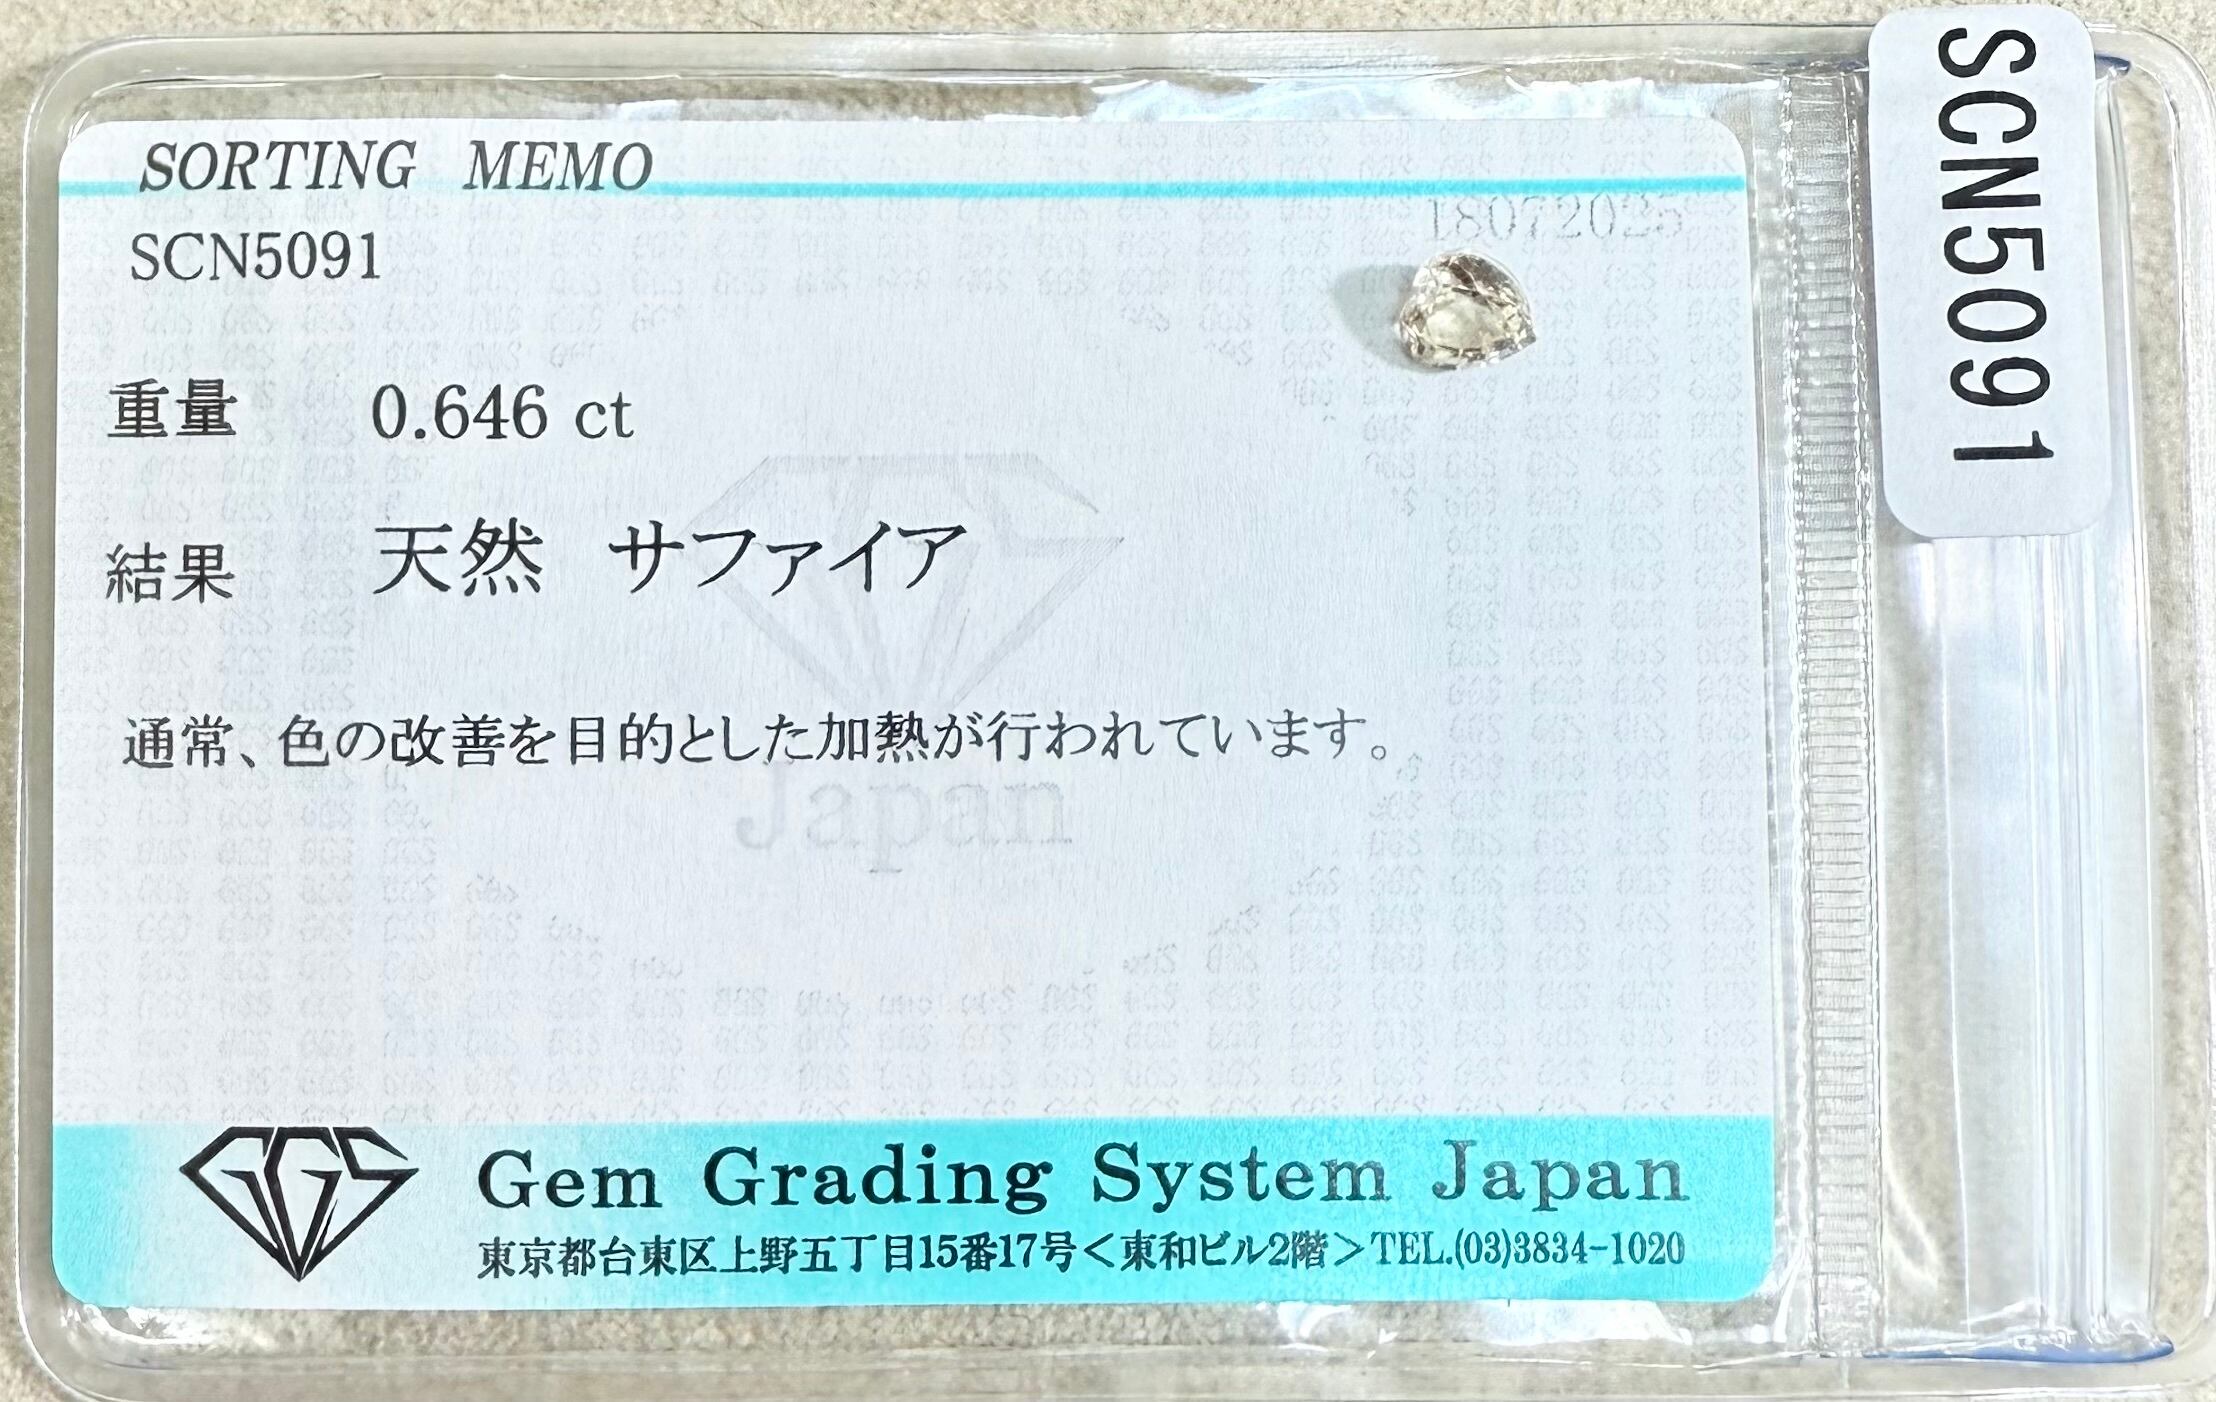 SORTING MEMO
18072025
SCN5091
重量 0.646 ct
結果 天然 サファイア
通常、色の改善を目的とした加熱が行われています。
Japan
GGS
Gem Grading System Japan
東京都台東区上野五丁目15番17号＜東和ビル2階＞TEL.(03)3834-1020
SCN5091